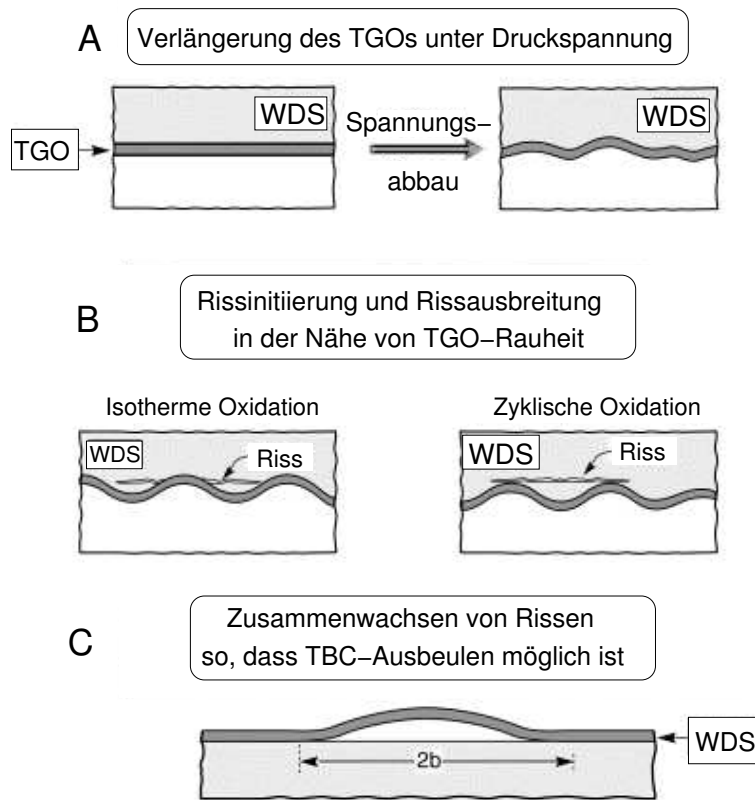 A
Verlängerung des TGOs unter Druckspannung
WDS
TGO
Spannungs–
abbau
WDS
B
Rissinitiierung und Rissausbreitung
in der Nähe von TGO–Rauheit
Isotherme Oxidation
WDS
Riss
Zyklische Oxidation
WDS
Riss
C
Zusammenwachsen von Rissen
so, dass TBC–Ausbeulen möglich ist
2b
WDS